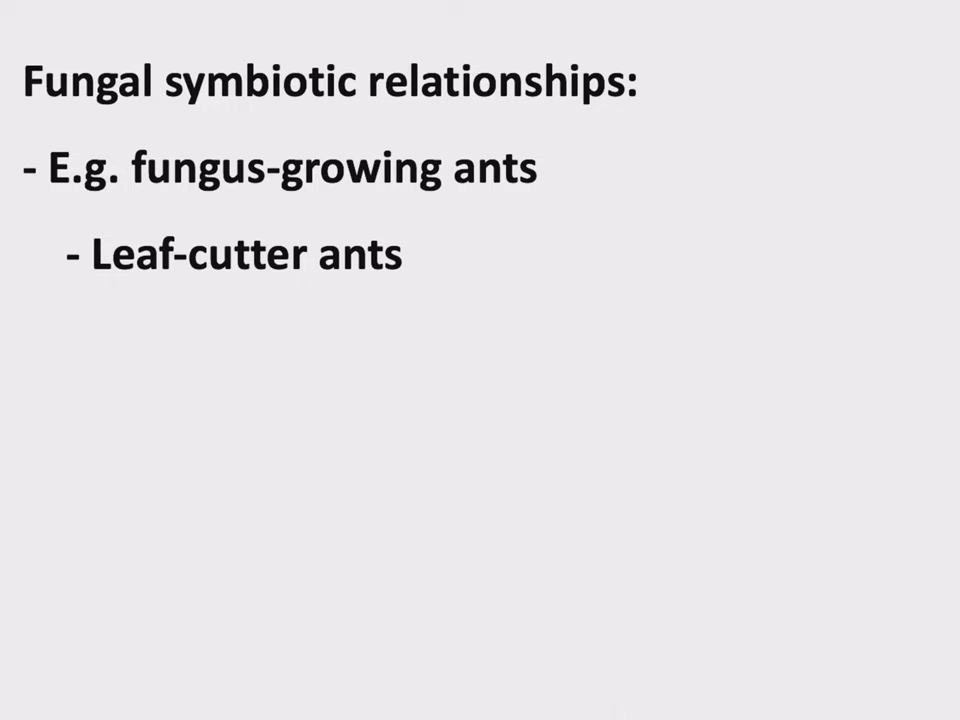 Fungal symbiotic relationships:
- E.g. fungus-growing ants
- Leaf-cutter ants